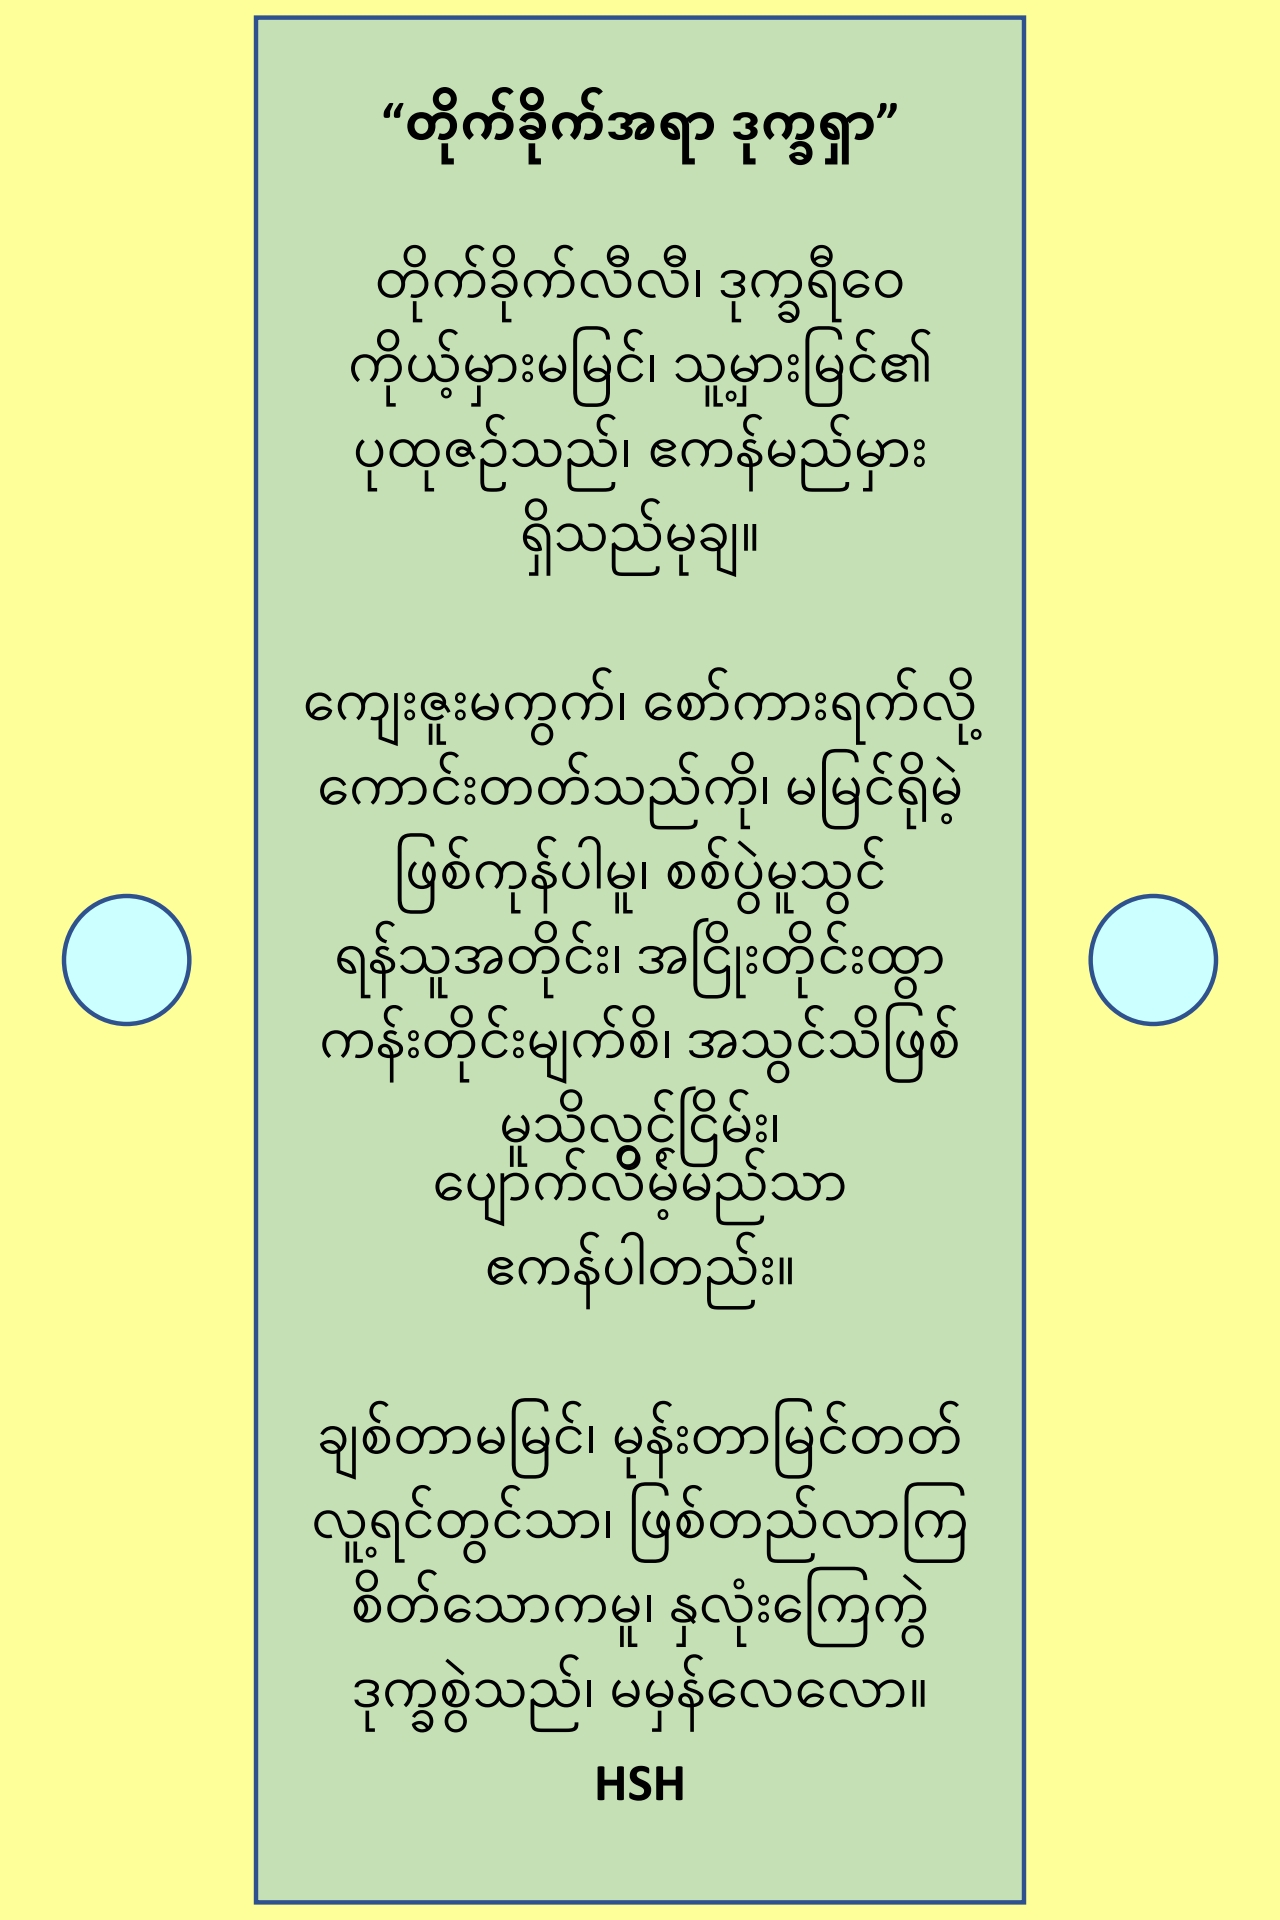 “တိုက်ခိုက်အရာ ဒုက္ခရှာ”
တိုက်ခိုက်လီလီ၊ ဒုက္ခရီဝေ
ကိုယ့်မှားမမြင်၊ သူ့မှားမြင်၏
ပုထုဇဉ်သည်၊ ဧကန်မည်မှား
ရှိသည်မုချ။
ကျေးဇူးမကွက်၊ စော်ကားရက်လို့
ကောင်းတတ်သည်ကို၊ မမြင်ရိုမဲ့
ဖြစ်ကုန်ပါမူ၊ စစ်ပွဲမူသွင်
ရန်သူအတိုင်း၊ အငြိုးတိုင်းထွာ
ကန်းတိုင်းမျက်စိ၊ အသွင်သိဖြစ်
မူသိလွှင့်ငြိမ်း၊
ပျောက်လိမ့်မည်သာ
ဧကန်ပါတည်း။
ချစ်တာမမြင်၊ မုန်းတာမြင်တတ်
လူ့ရင်တွင်သာ၊ ဖြစ်တည်လာကြ
စိတ်သောကမူ၊ နှလုံးကြေကွဲ
ဒုက္ခစွဲသည်၊ မမှန်လေလော။
HSH